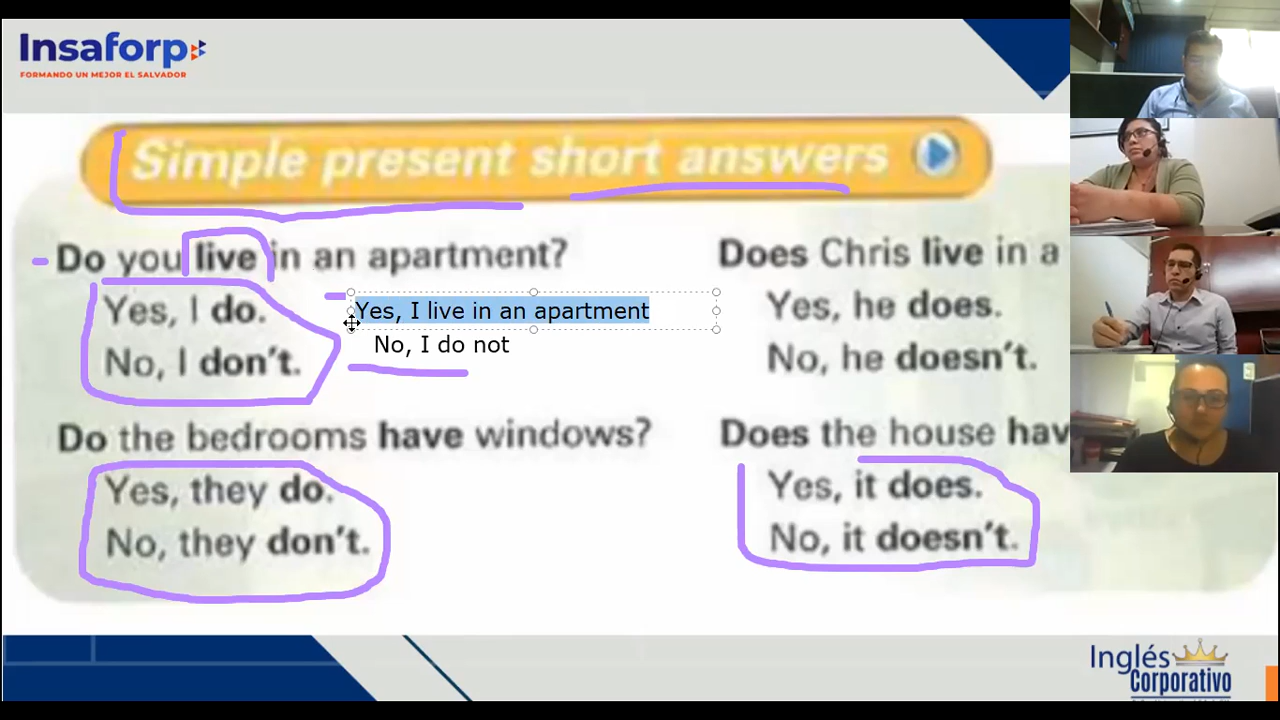 Insaforp
FORMANDO UN MEJOR EL SALVADOR
Simple present short answers
Do you live in an apartment?
Yes, I do.
No, I don't.
Yes, I live in an apartment
No, I do not
Do the bedrooms have windows?
Yes, they do.
No, they don't.
Does Chris live in a
Yes, he does.
No, he doesn't.
Does the house hav
Yes, it does.
No, it doesn't.
Inglés
Corporativo